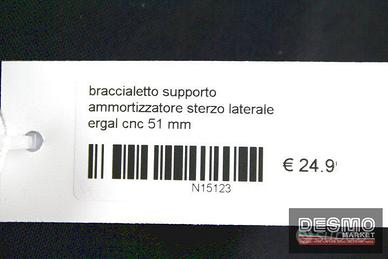 braccialetto supporto
ammortizzatore sterzo laterale
ergal cnc 51 mm
€ 24.9
N15123
DESMO
MARKET